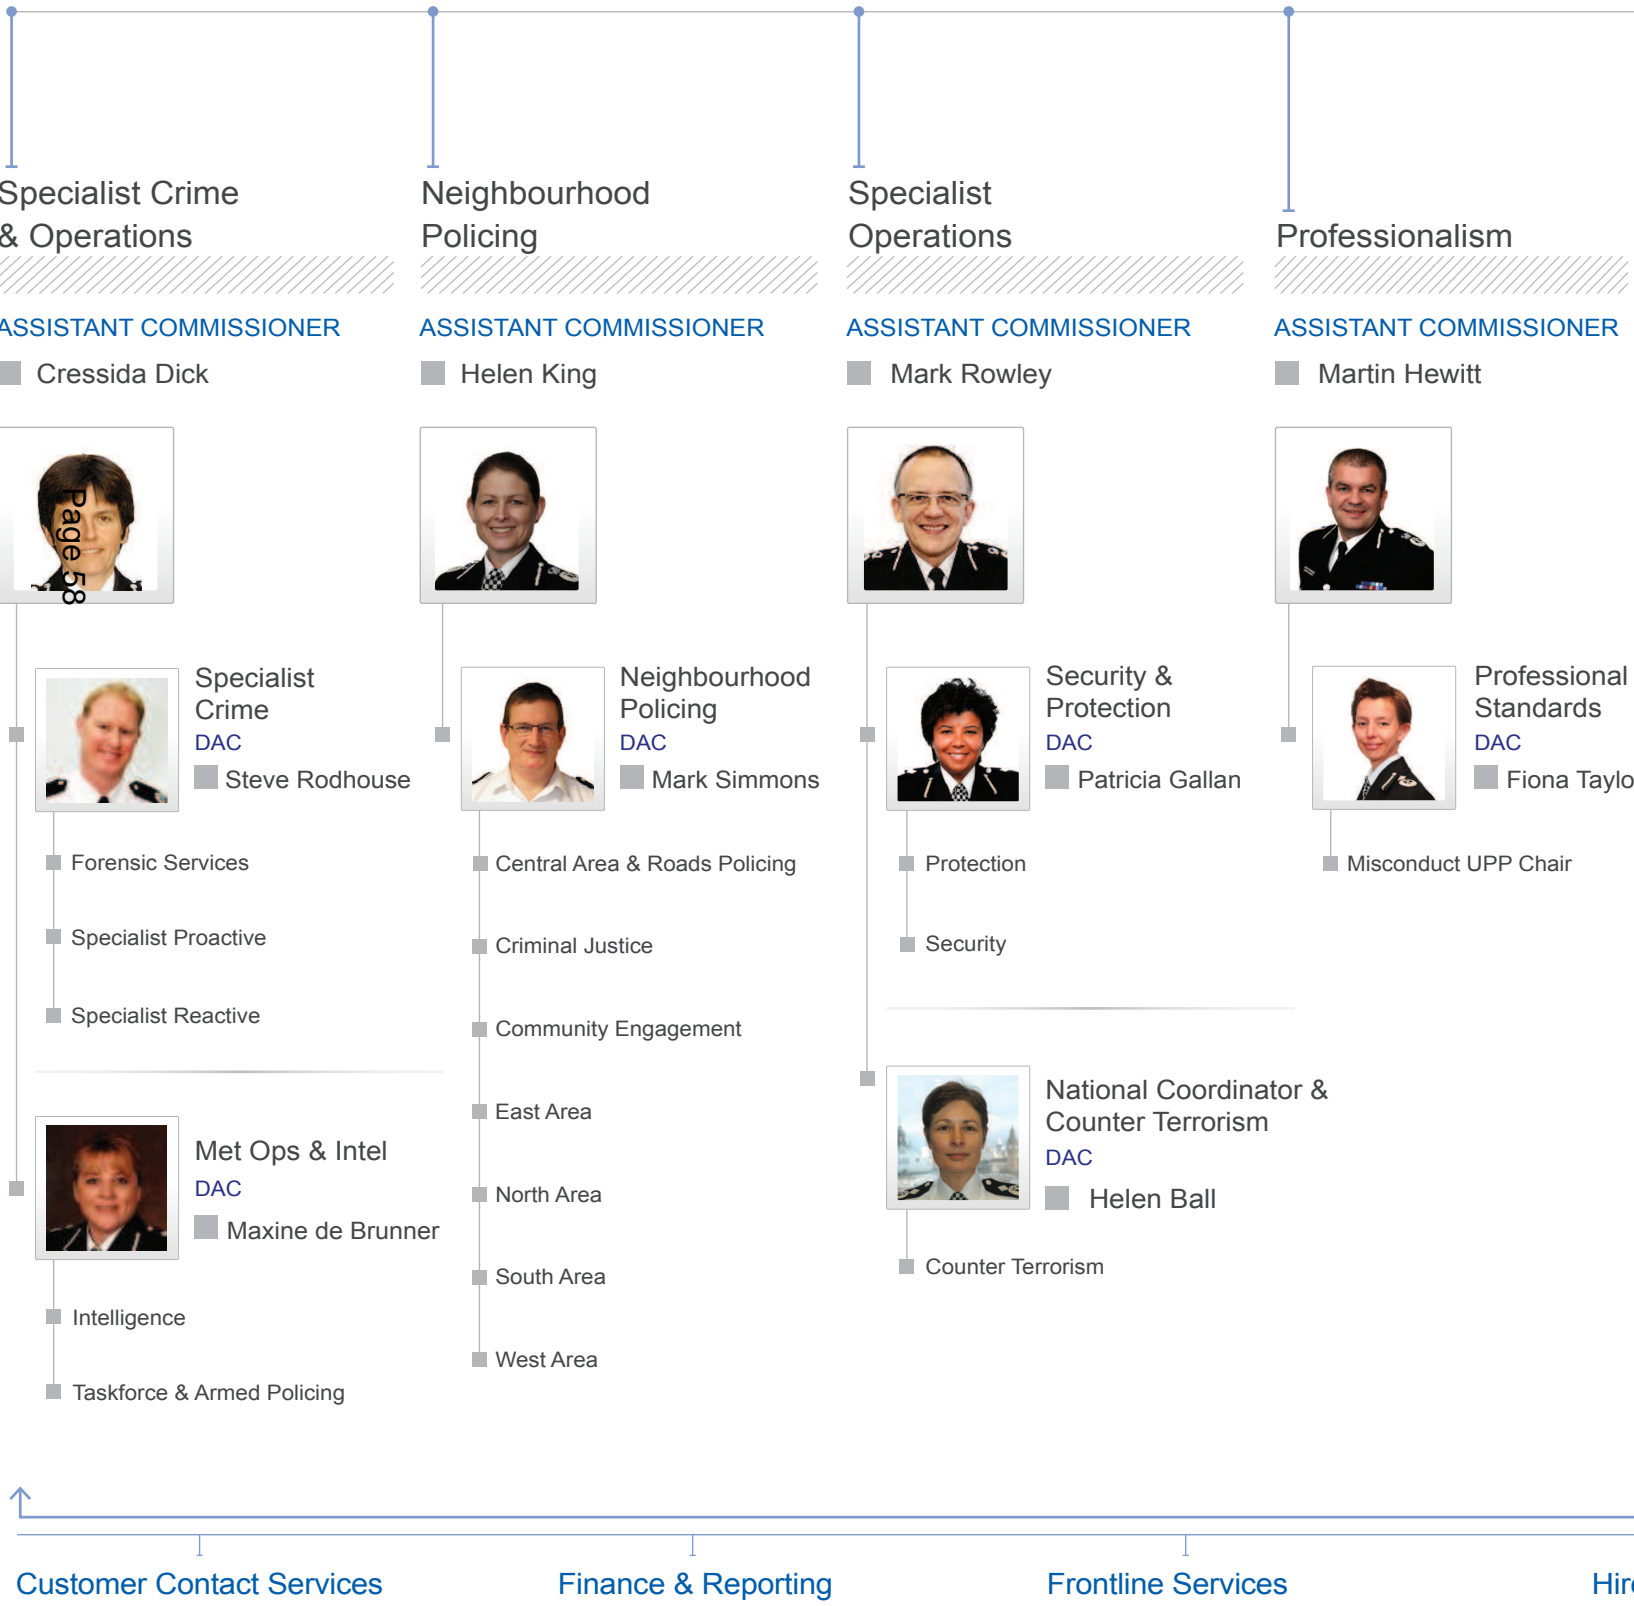 Specialist Crime
& Operations
ASSISTANT COMMISSIONER
Cressida Dick
Page 58
Specialist
Crime
DAC
Steve Rodhouse
Forensic Services
Specialist Proactive
Specialist Reactive
Met Ops & Intel
DAC
Maxine de Brunner
Intelligence
Taskforce & Armed Policing
Neighbourhood
Policing
ASSISTANT COMMISSIONER
Helen King
Neighbourhood
Policing
DAC
Mark Simmons
Central Area & Roads Policing
Criminal Justice
Community Engagement
East Area
North Area
South Area
West Area
Specialist
Operations
ASSISTANT COMMISSIONER
Mark Rowley
Security &
Protection
DAC
Patricia Gallan
Protection
Security
National Coordinator &
Counter Terrorism
DAC
Helen Ball
Counter Terrorism
Professionalism
ASSISTANT COMMISSIONER
Martin Hewitt
Professional
Standards
DAC
Fiona Taylo
Misconduct UPP Chair
Customer Contact Services
Finance & Reporting
Frontline Services
Hir